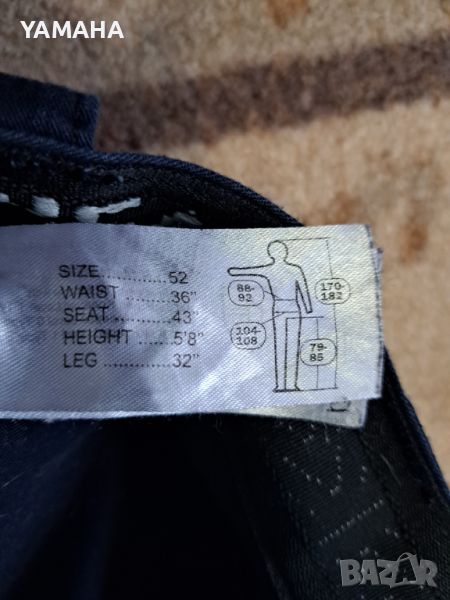 YAMAHA
SIZE..............52
WAIST ..........36"
SEAT............43"
HEIGHT .......5'8"
LEG ..............32"
88-
92
170-
182
104-
108
79-
85
BAZAR